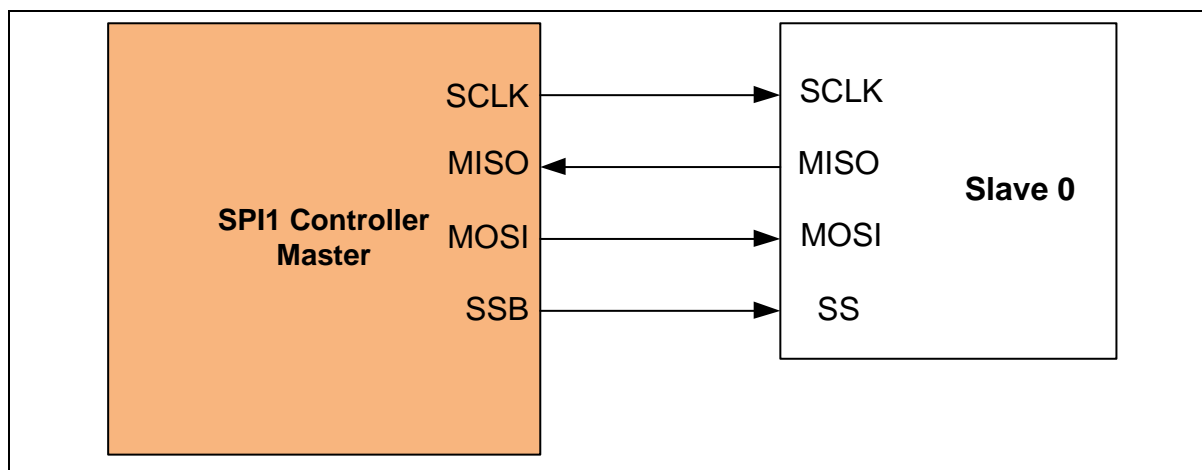 SCLK
SCLK
MISO
MISO
Slave 0
SPI1 Controller
Master
MOSI
MOSI
SSB
SS